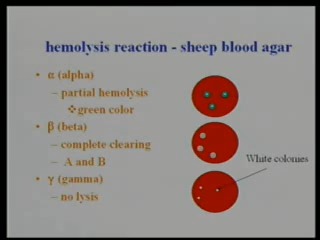 hemolysis reaction - sheep blood agar
• α (alpha)
– partial hemolysis
❖green color
• β (beta)
– complete clearing
– A and B
• γ (gamma)
– no lysis
White colonies